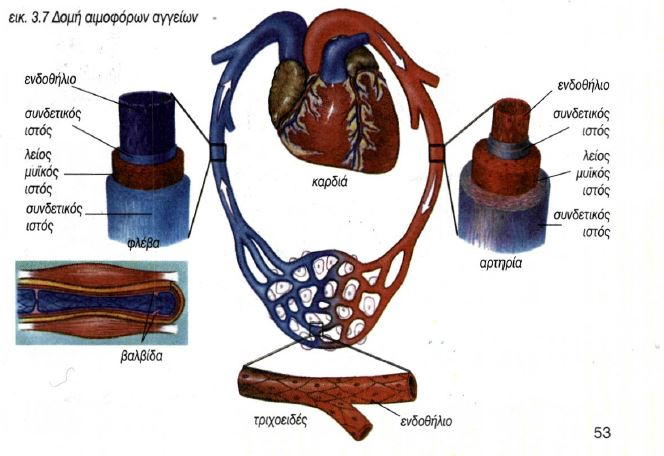 εικ. 3.7 Δομή αιμοφόρων αγγείων
ενδοθήλιο
συνδετικός
ιστός
λείος
μυϊκός
ιστός
συνδετικός
ιστός
φλέβα
βαλβίδα
καρδιά
ενδοθήλιο
συνδετικός
ιστός
λείος
μυϊκός
ιστός
συνδετικός
ιστός
αρτηρία
τριχοειδές
ενδοθήλιο
53